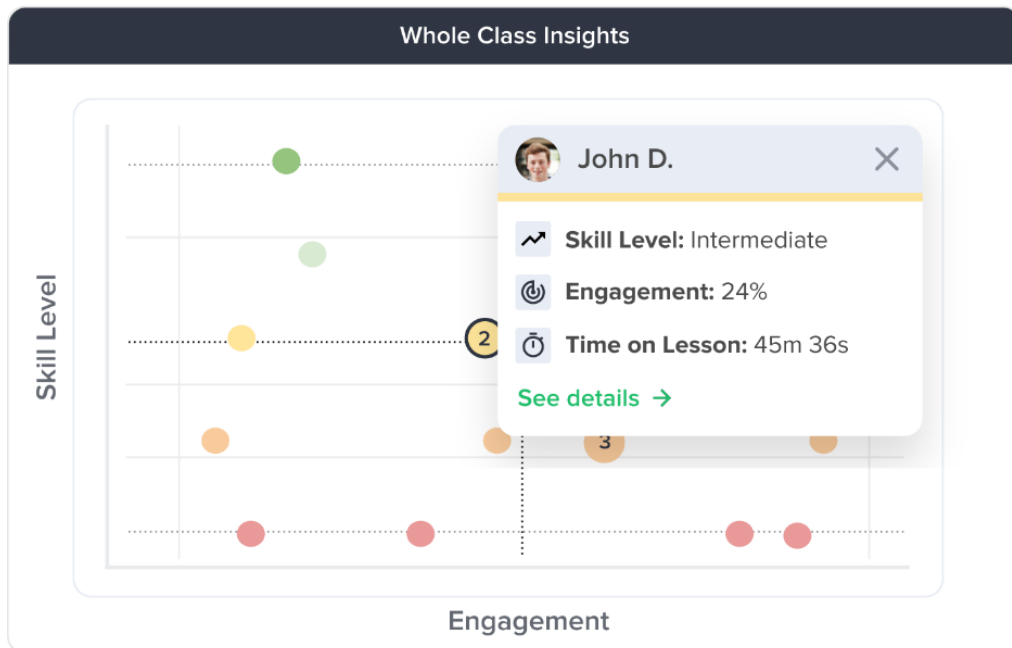 Whole Class Insights
John D.
Skill Level: Intermediate
Engagement: 24%
Time on Lesson: 45m 36s
See details →
2
3
Skill Level
Engagement